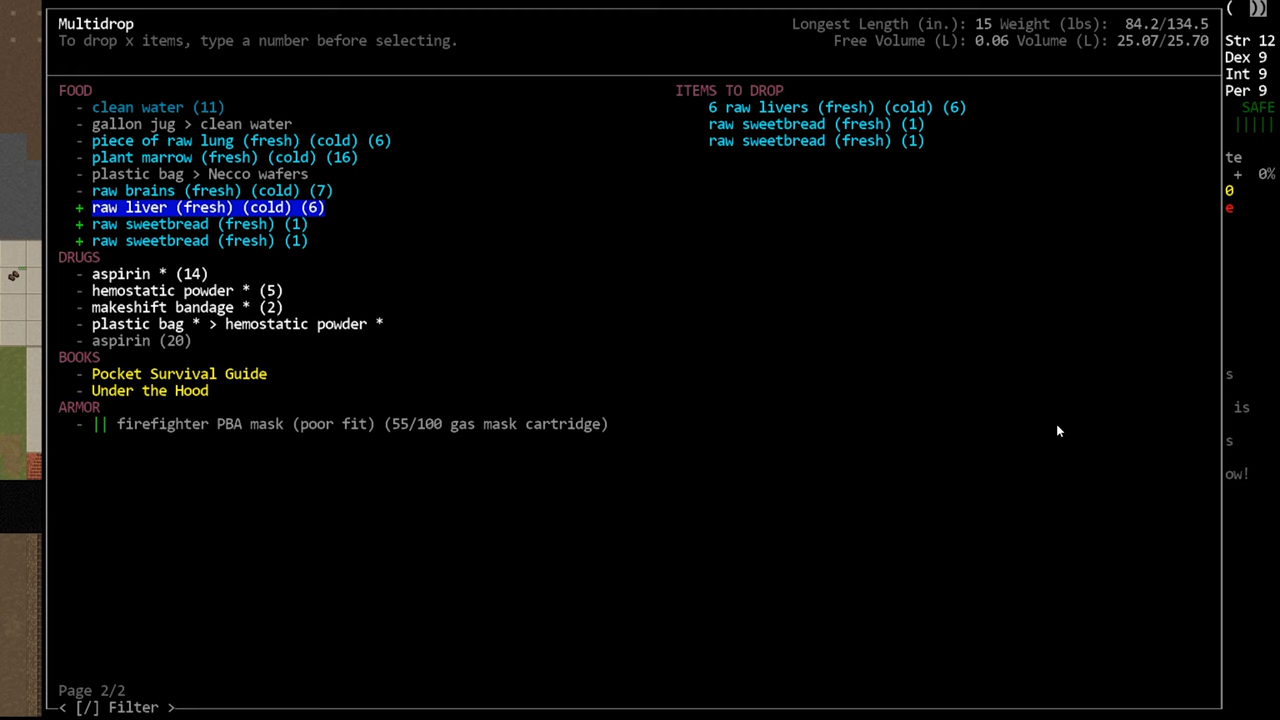 Multidrop Longest Length (in.): 15 Weight (lbs): 84.2/134.5
To drop x items, type a number before selecting. Free Volume (L): 0.06 Volume (L): 25.07/25.70
FOOD
- clean water (11)
- gallon jug > clean water
- piece of raw lung (fresh) (cold) (6)
- plant marrow (fresh) (cold) (16)
- plastic bag > Necco wafers
- raw brains (fresh) (cold) (7)
+ raw liver (fresh) (cold) (6)
+ raw sweetbread (fresh) (1)
+ raw sweetbread (fresh) (1)
DRUGS
- aspirin * (14)
- hemostatic powder * (5)
- makeshift bandage * (2)
- plastic bag * > hemostatic powder *
- aspirin (20)
BOOKS
- Pocket Survival Guide
- Under the Hood
ARMOR
- || firefighter PBA mask (poor fit) (55/100 gas mask cartridge)
ITEMS TO DROP
6 raw livers (fresh) (cold) (6)
raw sweetbread (fresh) (1)
raw sweetbread (fresh) (1)
Page 2/2
< [/] Filter >
( ))
Str 12
Dex 9
Int 9
Per 9
SAFE
|||||
te
+ 0%
0
e
s
is
s
ow!